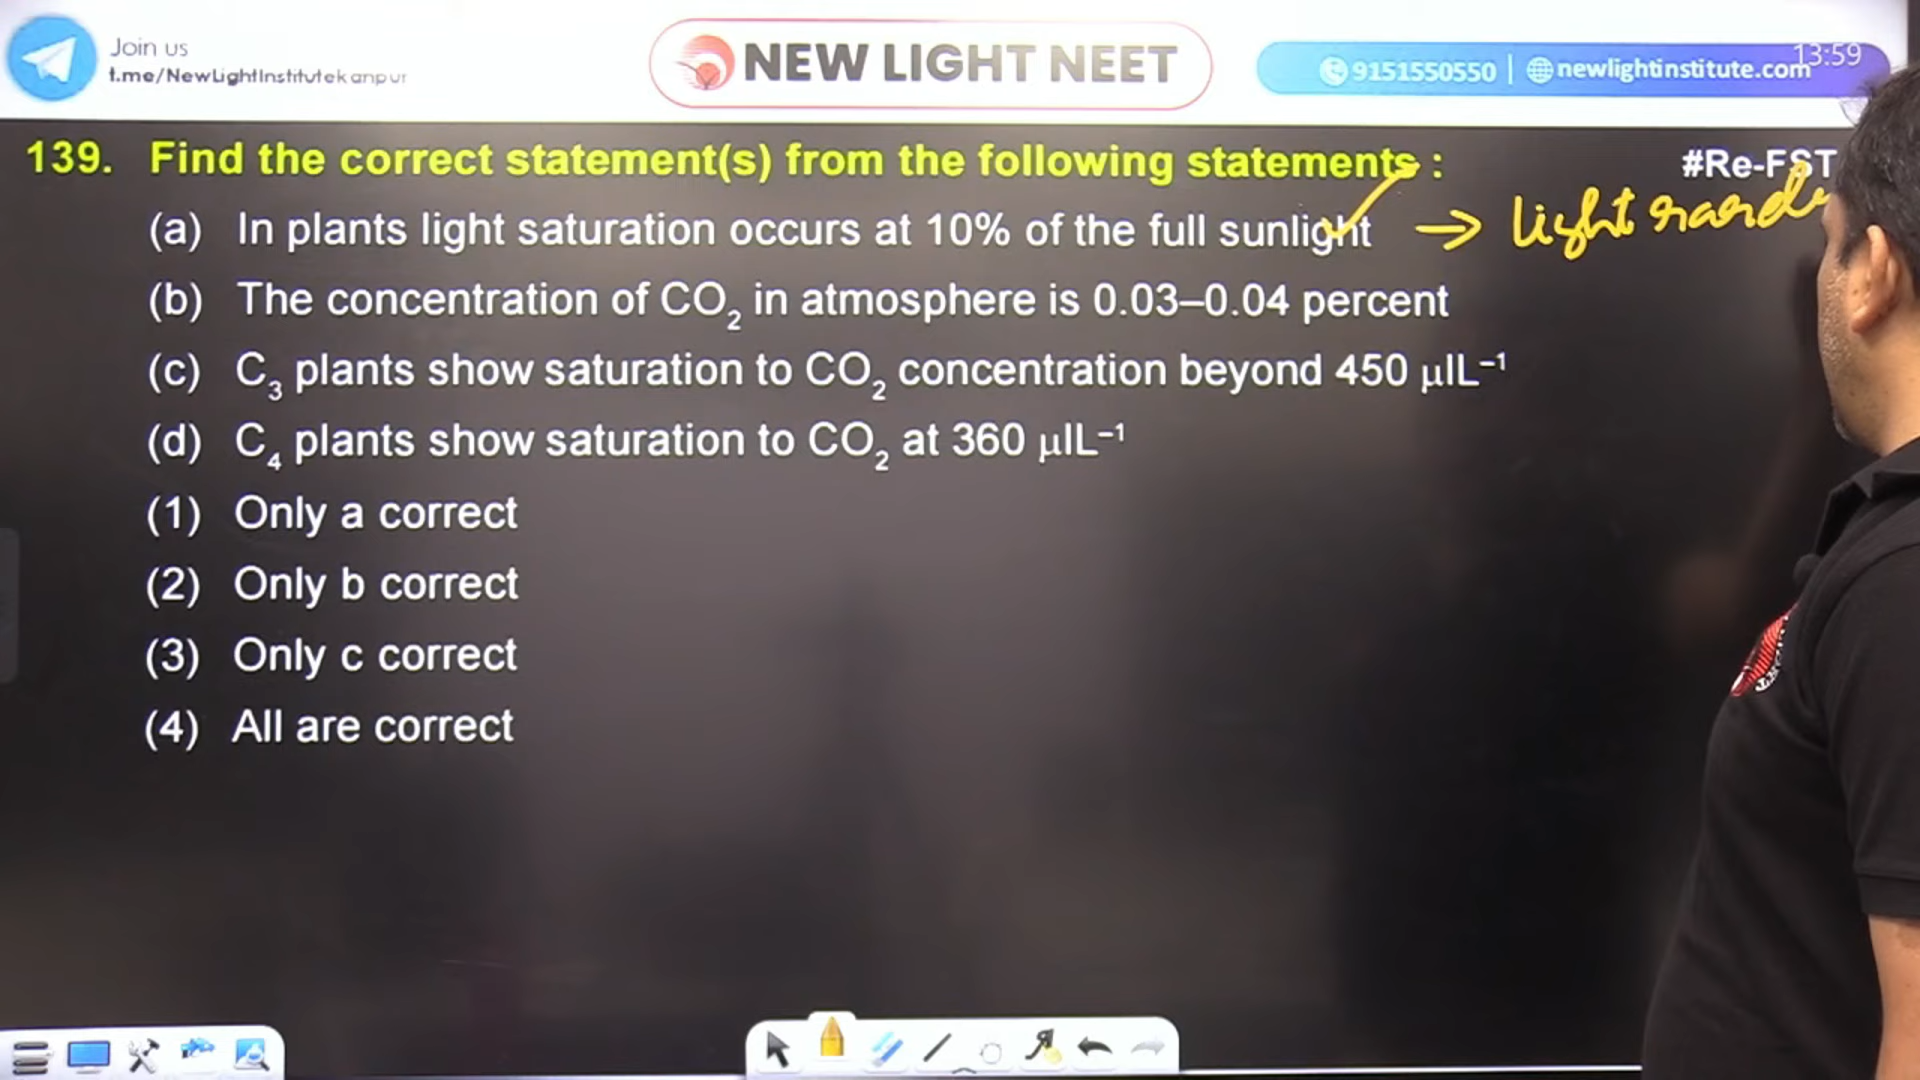 Join us
t.me/NewLightInstitutekanpur
NEW LIGHT NEET
9151550550 | newlightinstitute.com
13:59
139. Find the correct statement(s) from the following statements :
#Re-FST
(a) In plants light saturation occurs at 10% of the full sunlight → light
(b) The concentration of CO₂ in atmosphere is 0.03–0.04 percent
(c) C₃ plants show saturation to CO₂ concentration beyond 450 μlL⁻¹
(d) C₄ plants show saturation to CO₂ at 360 μlL⁻¹
(1) Only a correct
(2) Only b correct
(3) Only c correct
(4) All are correct